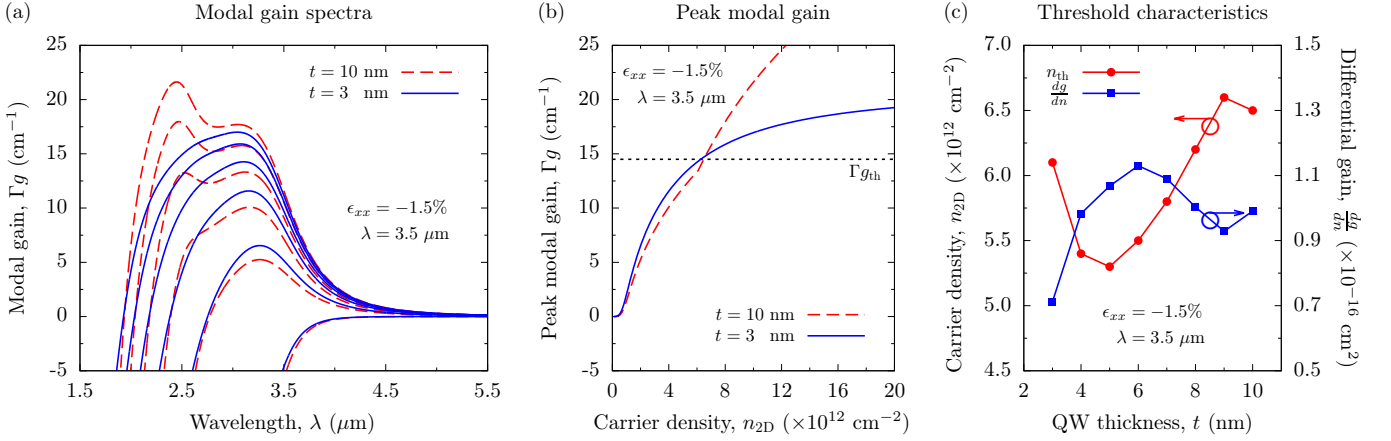 (a)
Modal gain spectra
Modal gain, Γg (cm⁻¹)
25
20
15
10
5
0
-5
t = 10 nm
t = 3 nm
ϵxx = −1.5%
λ = 3.5 μm
1.5
2.5
3.5
4.5
5.5
Wavelength, λ (μm)
(b)
Peak modal gain
Peak modal gain, Γg (cm⁻¹)
25
20
15
10
5
0
-5
ϵxx = −1.5%
λ = 3.5 μm
Γgth
t = 10 nm
t = 3 nm
0
4
8
12
16
20
Carrier density, n2D (×10¹² cm⁻²)
(c)
Threshold characteristics
Carrier density, n2D (×10¹² cm⁻²)
7.0
6.5
6.0
5.5
5.0
4.5
nth
dg/dn
ϵxx = −1.5%
λ = 3.5 μm
1.5
1.3
1.1
0.9
0.7
0.5
Differential gain, dg/dn (×10⁻¹⁶ cm²)
2
4
6
8
10
QW thickness, t (nm)